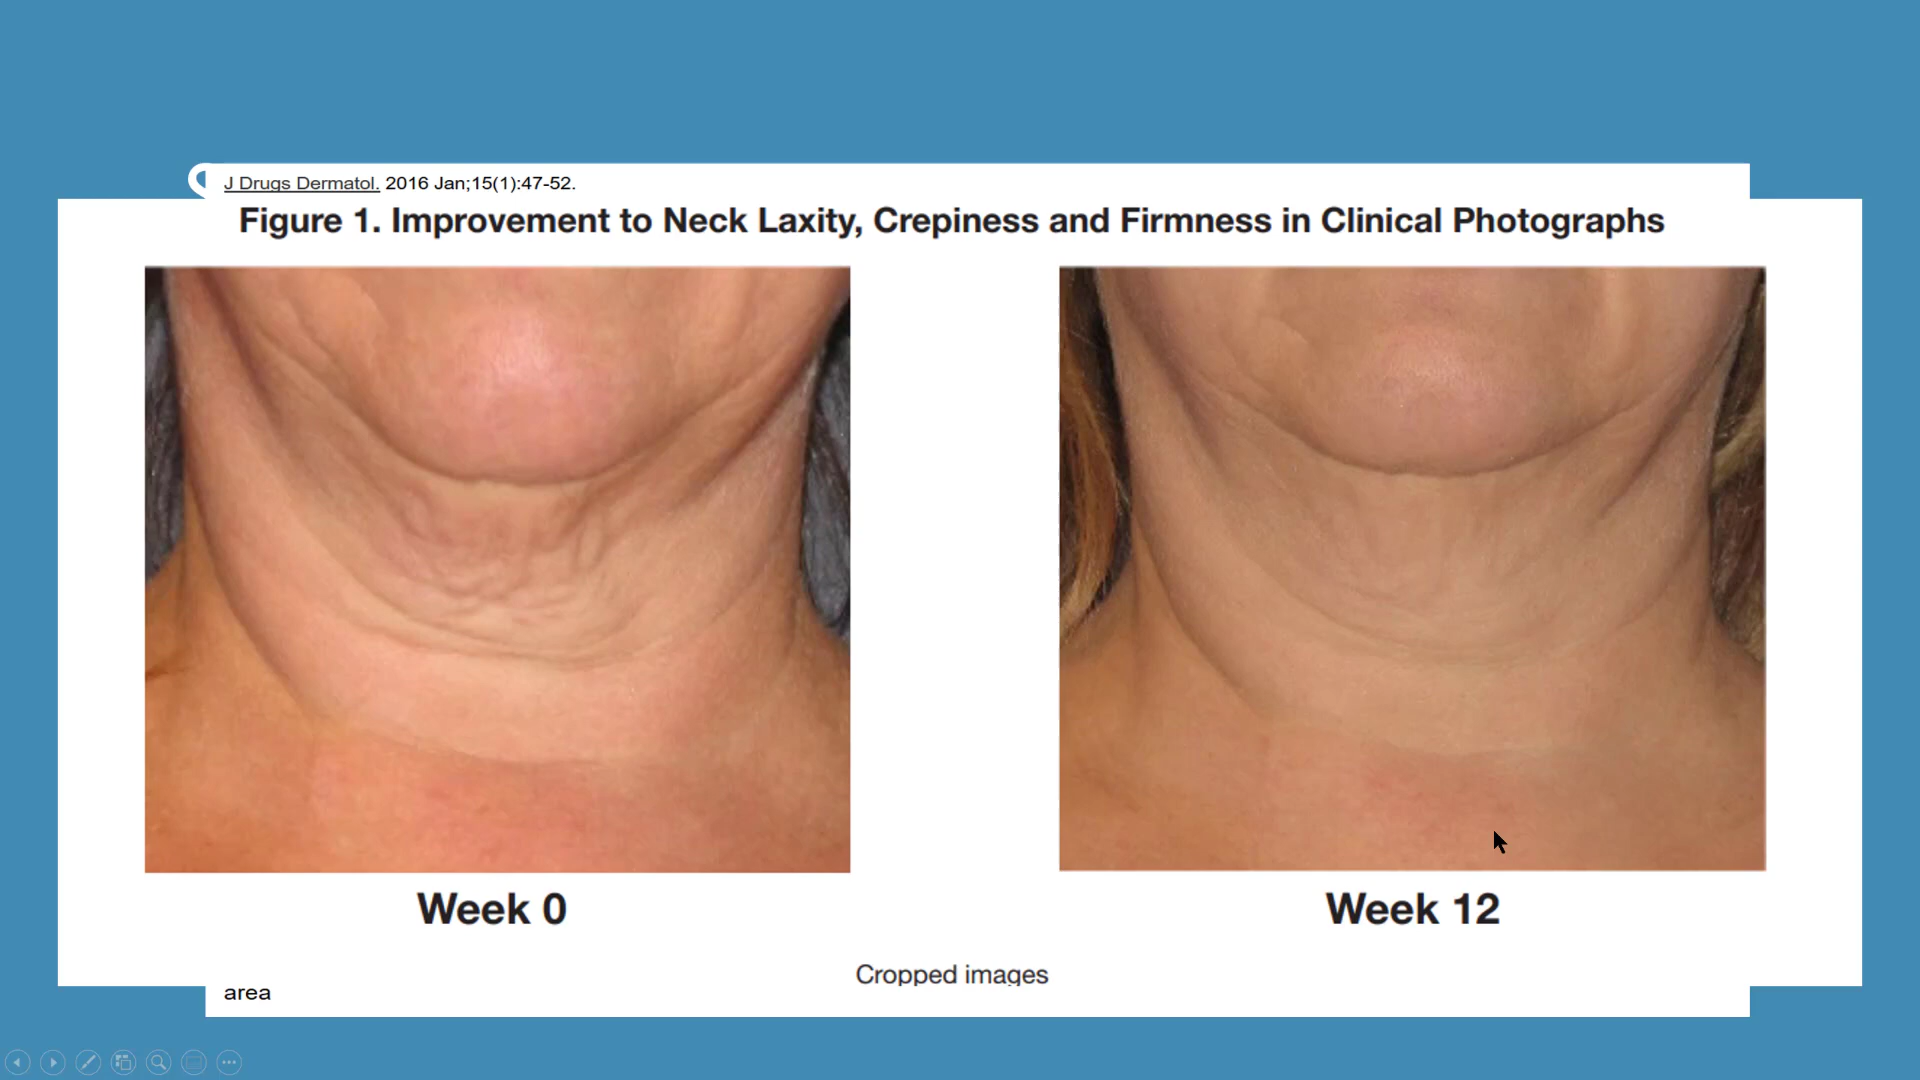 J Drugs Dermatol. 2016 Jan;15(1):47-52.
Figure 1. Improvement to Neck Laxity, Crepiness and Firmness in Clinical Photographs
Week 0
Week 12
Cropped images
area